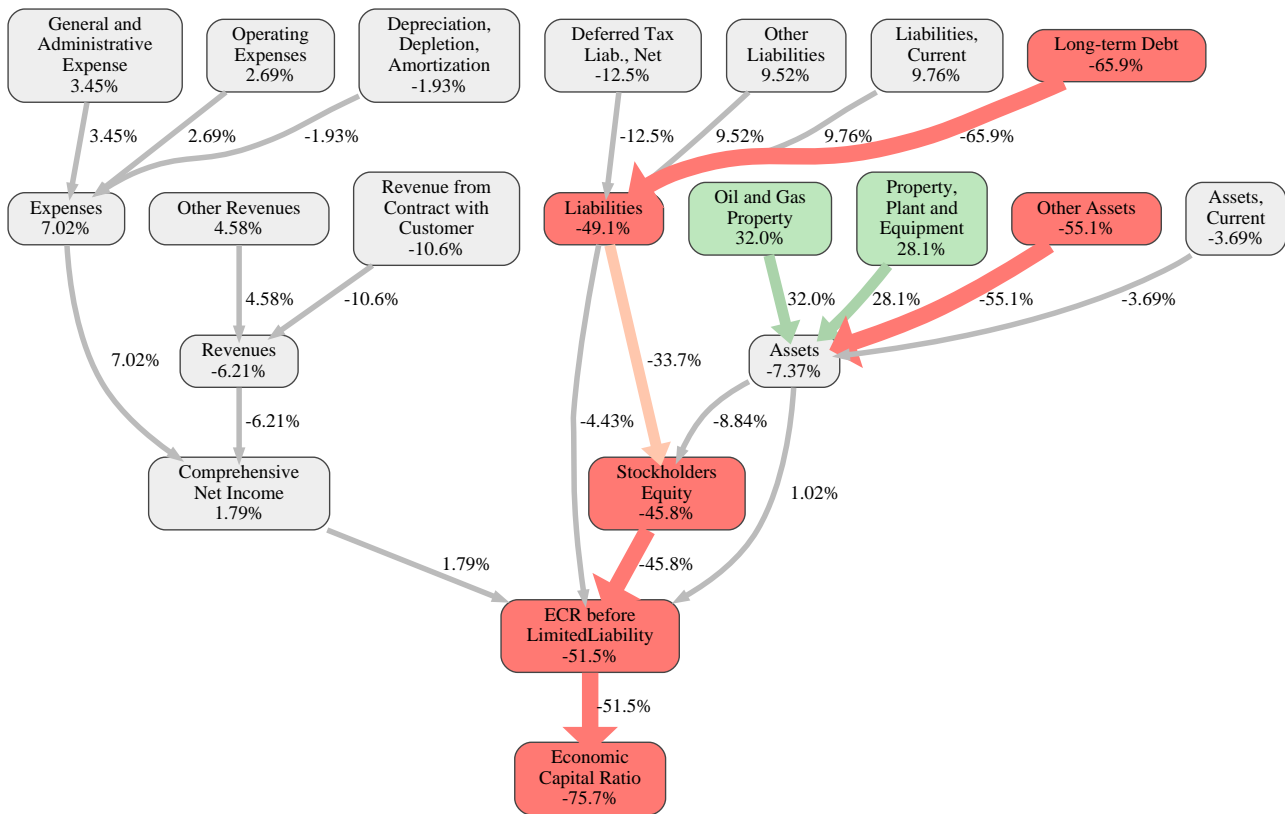 General and
Administrative
Expense
3.45%
Operating
Expenses
2.69%
Depreciation,
Depletion,
Amortization
-1.93%
Deferred Tax
Liab., Net
-12.5%
Other
Liabilities
9.52%
Liabilities,
Current
9.76%
Long-term Debt
-65.9%
3.45%
2.69%
-1.93%
-12.5%
9.52%
9.76%
-65.9%
Expenses
7.02%
Other Revenues
4.58%
Revenue from
Contract with
Customer
-10.6%
Liabilities
-49.1%
Oil and Gas
Property
32.0%
Property,
Plant and
Equipment
28.1%
Other Assets
-55.1%
Assets,
Current
-3.69%
4.58%
-10.6%
32.0%
28.1%
-55.1%
-3.69%
7.02%
Revenues
-6.21%
-33.7%
Assets
-7.37%
-6.21%
-4.43%
-8.84%
Comprehensive
Net Income
1.79%
Stockholders
Equity
-45.8%
1.02%
1.79%
-45.8%
ECR before
LimitedLiability
-51.5%
-51.5%
Economic
Capital Ratio
-75.7%